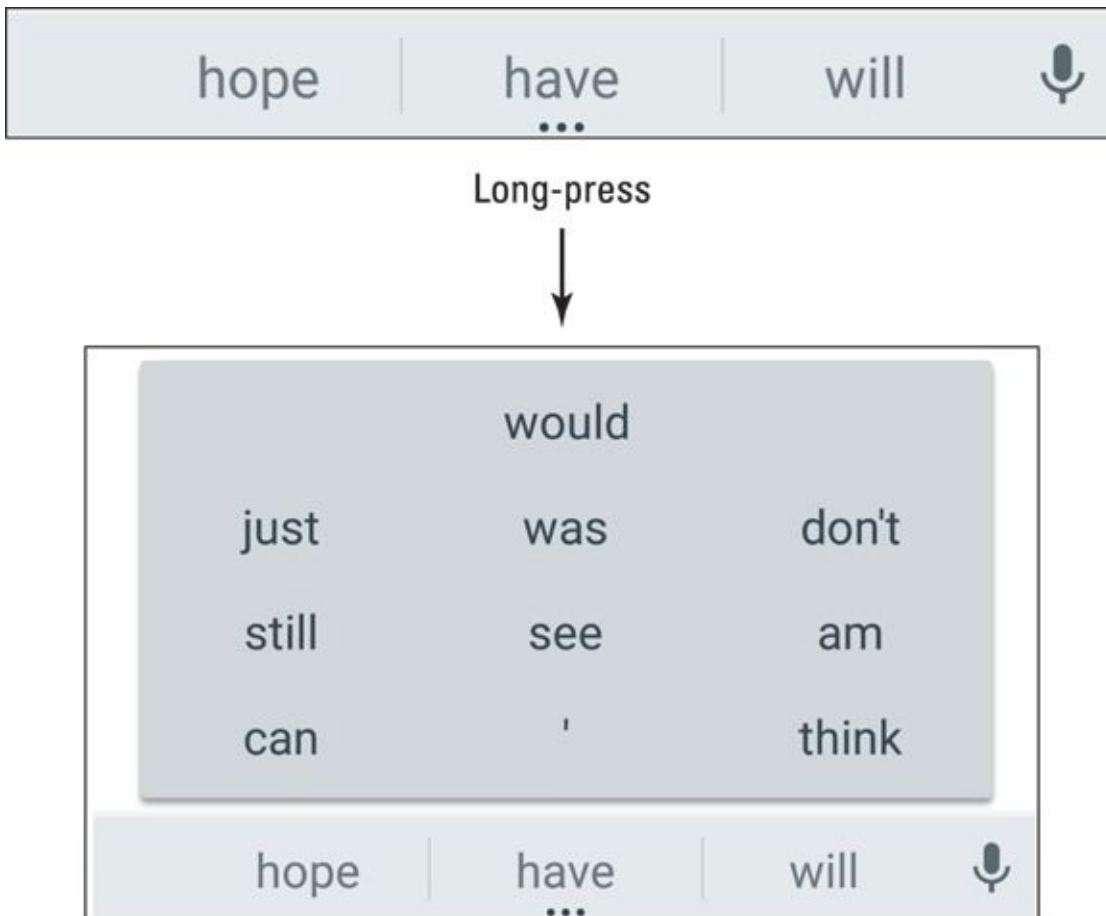 hope have will
•••
Long-press
would
just was don't
still see am
can ' think
hope have will
•••